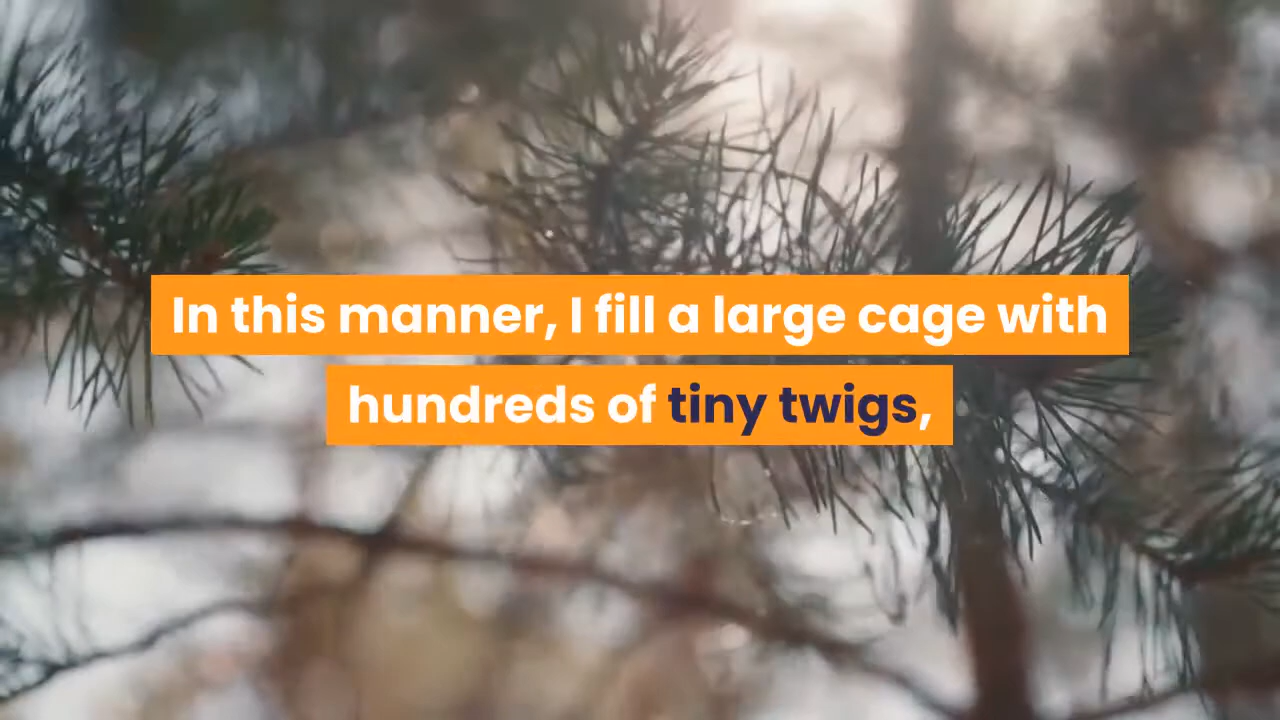 In this manner, I fill a large cage with
hundreds of tiny twigs,